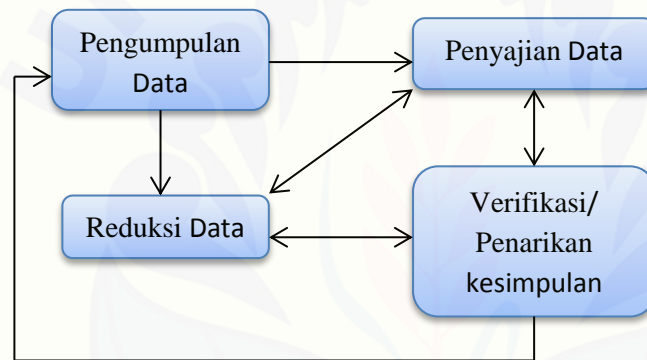 Pengumpulan
Data
Penyajian Data
Reduksi Data
Verifikasi/
Penarikan
kesimpulan